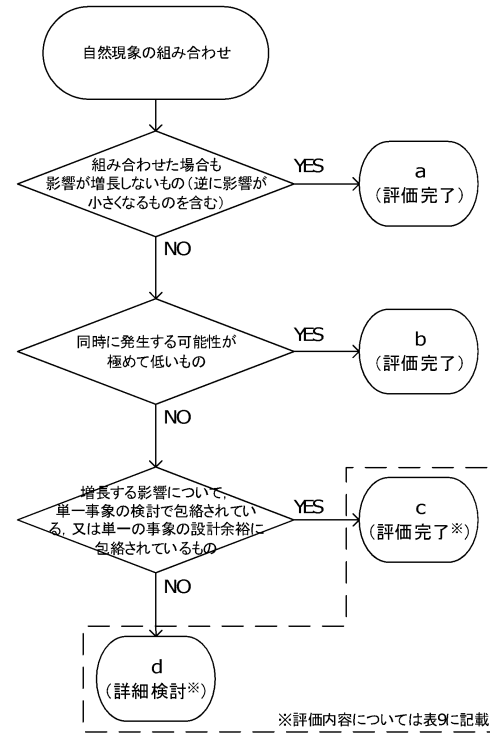 自然現象の組み合わせ
組み合わせた場合も
影響が増長しないもの（逆に影響が
小さくなるものを含む）
YES
a
（評価完了）
NO
同時に発生する可能性が
極めて低いもの
YES
b
（評価完了）
NO
増長する影響について，
単一事象の検討で包絡されてい
る，又は単一の事象の設計余裕に
包絡されているもの
YES
c
（評価完了※）
NO
d
（詳細検討※）
※評価内容については表9に記載